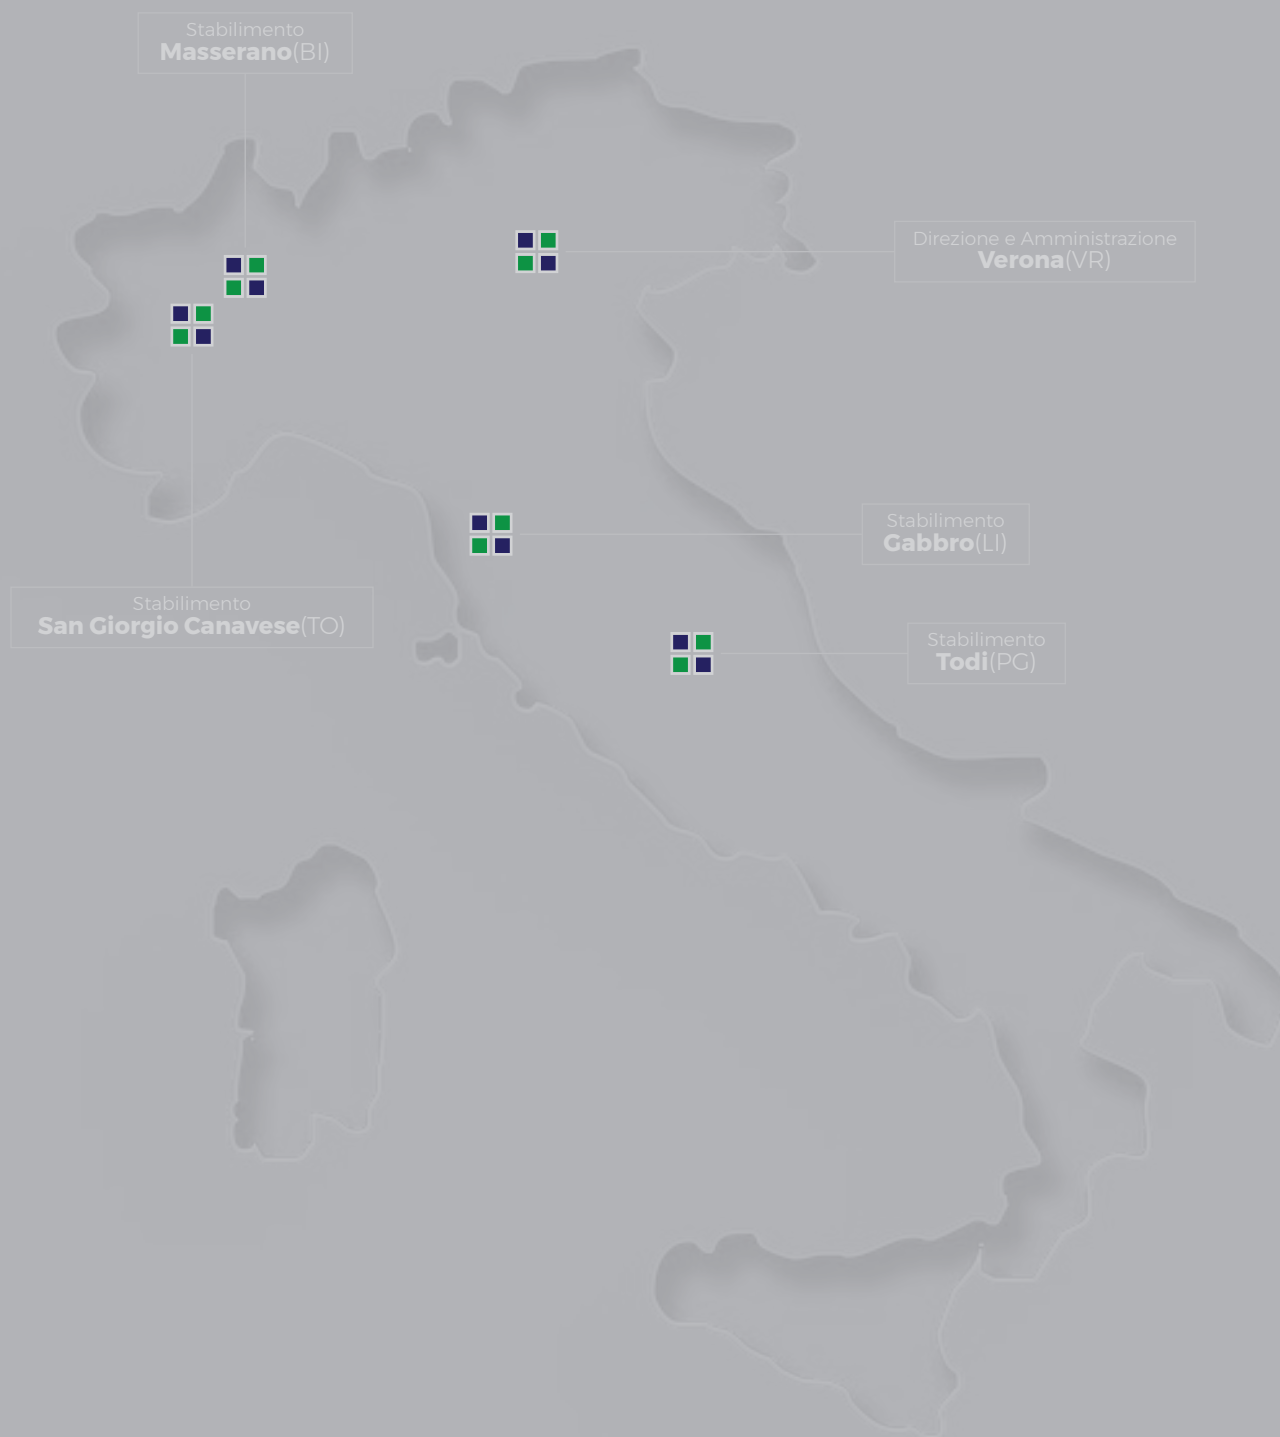 Stabilimento
Masserano(BI)
Direzione e Amministrazione
Verona(VR)
Stabilimento
Gabbro(LI)
Stabilimento
San Giorgio Canavese(TO)
Stabilimento
Todi(PG)